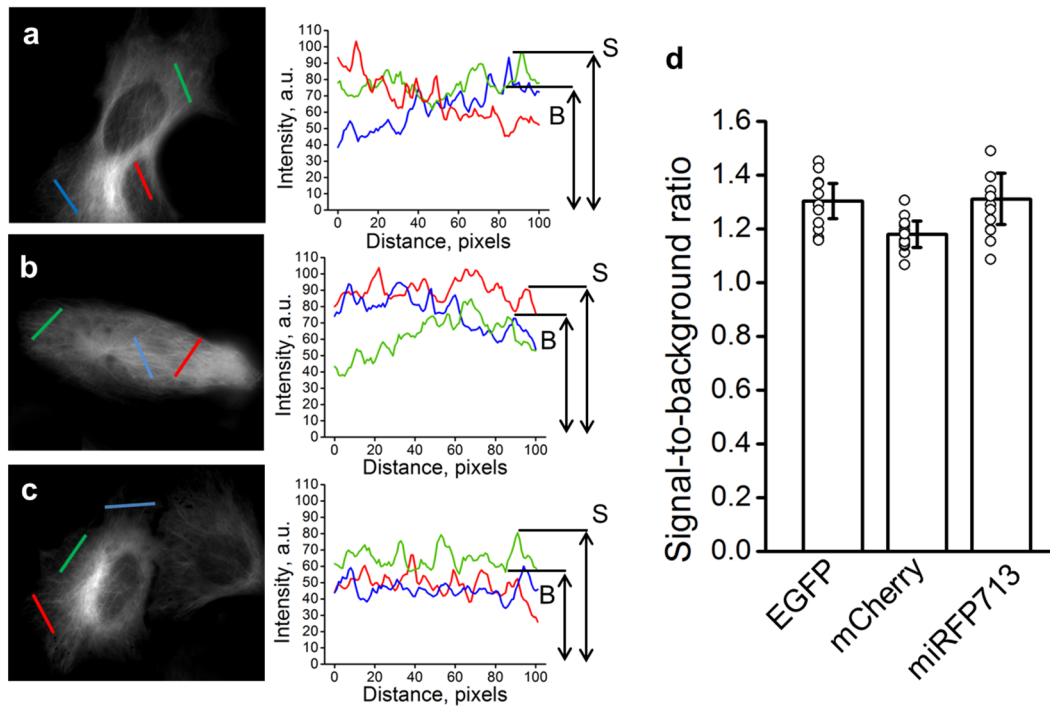 a
Intensity, a.u.
110
100
90
80
70
60
50
40
30
20
10
0
0 20 40 60 80 100
Distance, pixels
S
B
b
Intensity, a.u.
110
100
90
80
70
60
50
40
30
20
10
0
0 20 40 60 80 100
Distance, pixels
S
B
c
Intensity, a.u.
100
90
80
70
60
50
40
30
20
10
0
0 20 40 60 80 100
Distance, pixels
S
B
d
Signal-to-background ratio
1.6
1.4
1.2
1.0
0.8
0.6
0.4
0.2
0.0
EGFP
mCherry
miRFP713